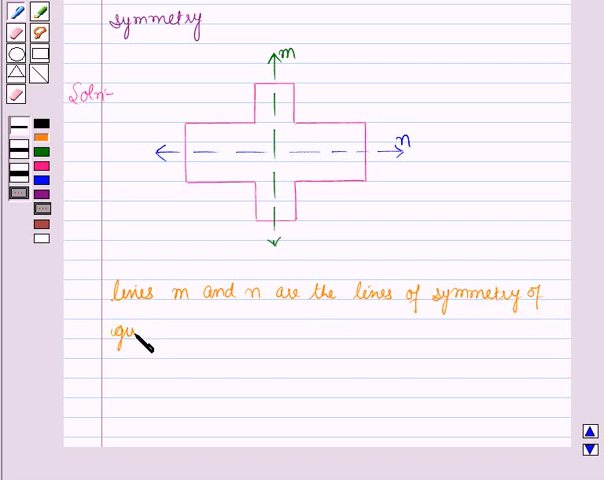 symmetry
m
Soln-
n
lines m and n are the lines of symmetry of